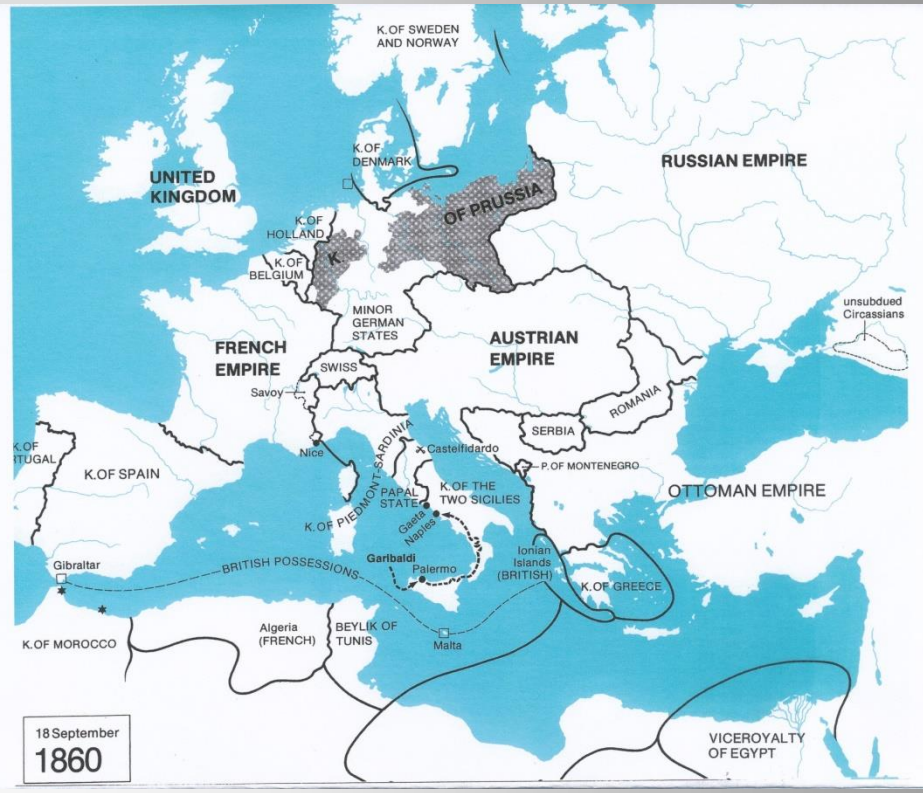 K. OF SWEDEN
AND NORWAY
K. OF
DENMARK
RUSSIAN EMPIRE
UNITED
KINGDOM
OF PRUSSIA
K. OF
HOLLAND
K.
K. OF
BELGIUM
MINOR
GERMAN
STATES
unsubdued
Circassians
FRENCH
EMPIRE
AUSTRIAN
EMPIRE
SWISS
Savoy
ROMANIA
SERBIA
Nice
K. OF PIEDMONT-SARDINIA
Castelfidardo
K. OF
TUGAL
K. OF SPAIN
P. OF MONTENEGRO
PAPAL
STATE
K. OF THE
TWO SICILIES
OTTOMAN EMPIRE
Gaeta
Naples
Gibraltar
BRITISH POSSESSIONS
Garibaldi
Palermo
Ionian
Islands
(BRITISH)
K. OF GREECE
K. OF MOROCCO
Algeria
(FRENCH)
BEYLIK OF
TUNIS
Malta
18 September
1860
VICEROYALTY
OF EGYPT